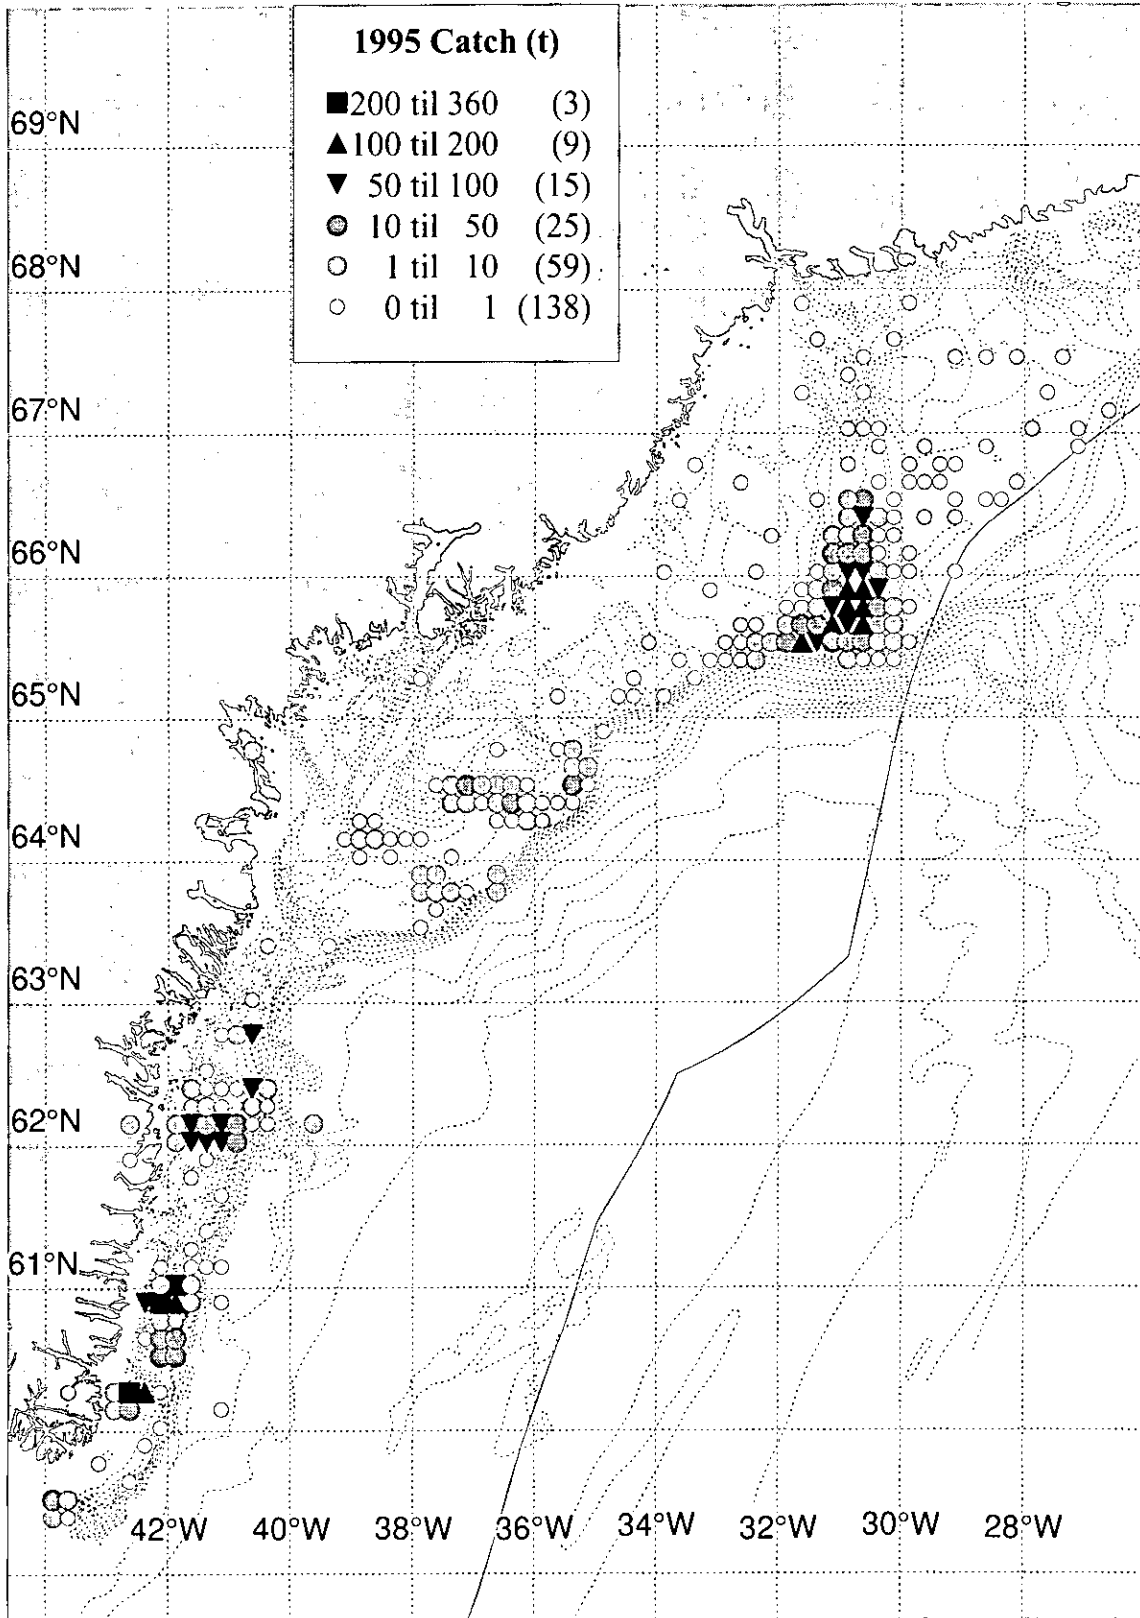 1995 Catch (t)
■200 til 360 (3)
▲100 til 200 (9)
▼ 50 til 100 (15)
10 til 50 (25)
1 til 10 (59)
0 til 1 (138)
69°N
68°N
67°N
66°N
65°N
64°N
63°N
62°N
61°N
42°W 40°W 38°W 36°W 34°W 32°W 30°W 28°W